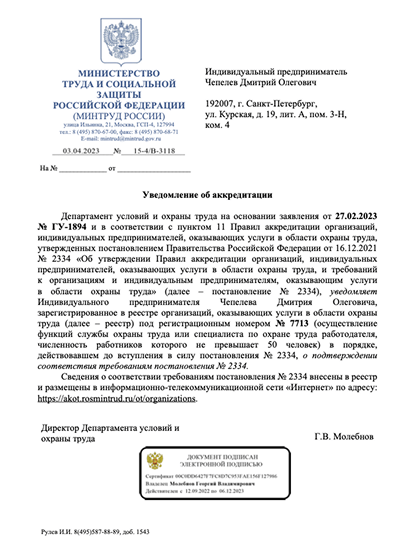 МИНИСТЕРСТВО
ТРУДА И СОЦИАЛЬНОЙ
ЗАЩИТЫ
РОССИЙСКОЙ ФЕДЕРАЦИИ
(МИНТРУД РОССИИ)
улица Ильинка, 21, Москва, ГСП-4, 127994
тел.: 8 (495) 870-67-00, факс: 8 (495) 870-68-71
E-mail: mintrud@mintrud.gov.ru
03.04.2023 № 15-4/В-3118
На № от
Индивидуальный предприниматель
Чепелев Дмитрий Олегович
192007, г. Санкт-Петербург,
ул. Курская, д. 19, лит. А, пом. 3-Н,
ком. 4
Уведомление об аккредитации
Департамент условий и охраны труда на основании заявления от 27.02.2023
№ ГУ-1894 и в соответствии с пунктом 11 Правил аккредитации организаций,
индивидуальных предпринимателей, оказывающих услуги в области охраны труда,
утвержденных постановлением Правительства Российской Федерации от 16.12.2021
№ 2334 «Об утверждении Правил аккредитации организаций, индивидуальных
предпринимателей, оказывающих услуги в области охраны труда, и требований
к организациям и индивидуальным предпринимателям, оказывающим услуги
в области охраны труда» (далее – постановление № 2334), уведомляет
Индивидуального предпринимателя Чепелева Дмитрия Олеговича,
зарегистрированное в реестре организаций, оказывающих услуги в области охраны
труда (далее – реестр) под регистрационным номером № 7713 (осуществление
функций службы охраны труда или специалиста по охране труда работодателя,
численность работников которого не превышает 50 человек) в порядке,
действовавшем до вступления в силу постановления № 2334, о подтверждении
соответствия требованиям постановления № 2334.
Сведения о соответствии требованиям постановления № 2334 внесены в реестр
и размещены в информационно-телекоммуникационной сети «Интернет» по адресу:
https://akot.rosmintrud.ru/ot/organizations.
Директор Департамента условий и
охраны труда
Г.В. Молебнов
ДОКУМЕНТ ПОДПИСАН
ЭЛЕКТРОННОЙ ПОДПИСЬЮ
Сертификат
Владелец Молебнов Георгий Владимирович
Действителен с 12.09.2022 по 06.12.2023
Рулев И.И. 8(495)587-88-89, доб. 1543